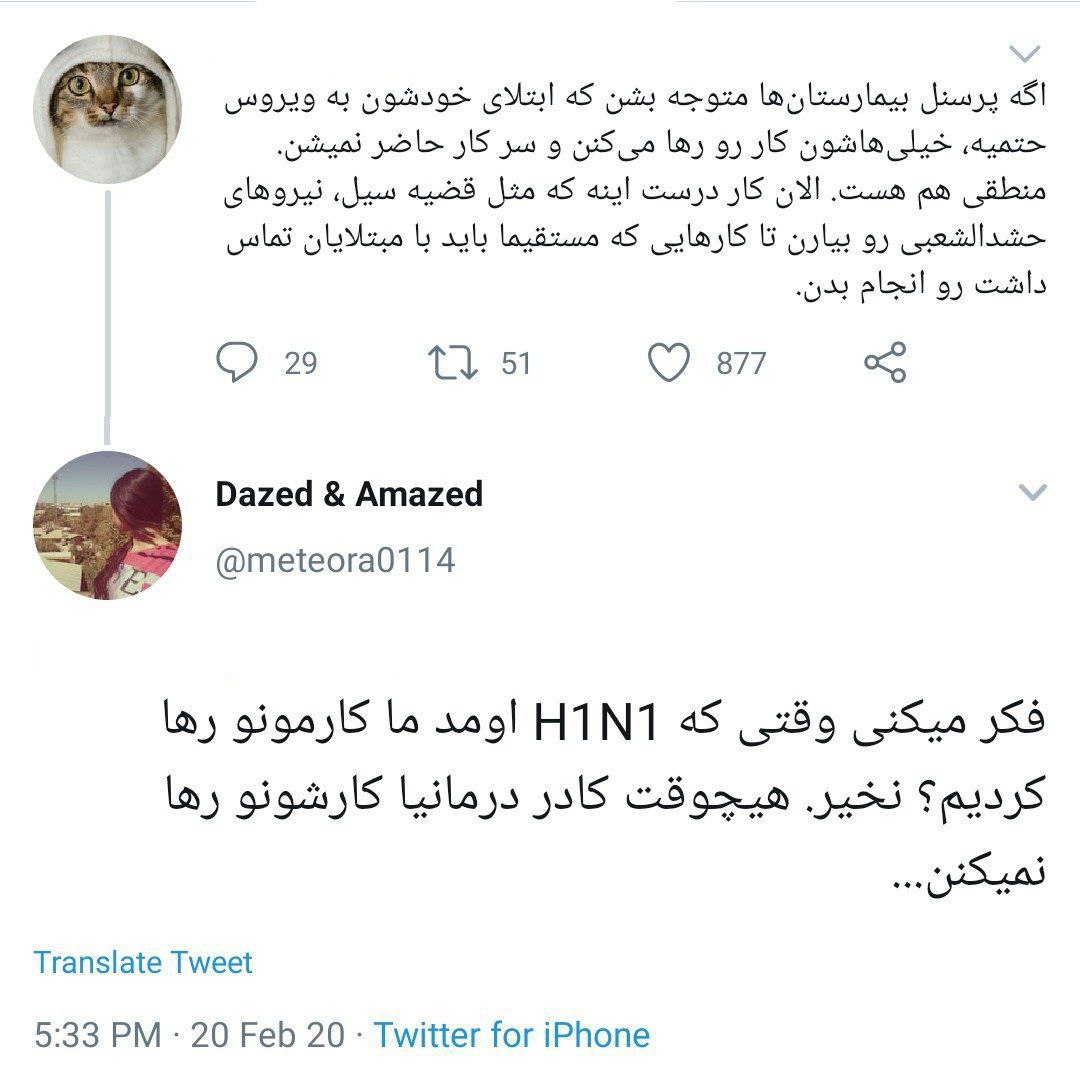 اگه پرسنل بیمارستان‌ها متوجه بشن که ابتلای خودشون به ویروس
حتمیه، خیلی‌هاشون کار رو رها می‌کنن و سر کار حاضر نمیشن.
منطقی هم هست. الان کار درست اینه که مثل قضیه سیل، نیروهای
حشدالشعبی رو بیارن تا کارهایی که مستقیما باید با مبتلایان تماس
داشت رو انجام بدن.
29 51 877
Dazed & Amazed
@meteora0114
فکر میکنی وقتی که H1N1 اومد ما کارمونو رها
کردیم؟ نخیر. هیچوقت کادر درمانیا کارشونو رها
نمیکنن...
Translate Tweet
5:33 PM · 20 Feb 20 · Twitter for iPhone